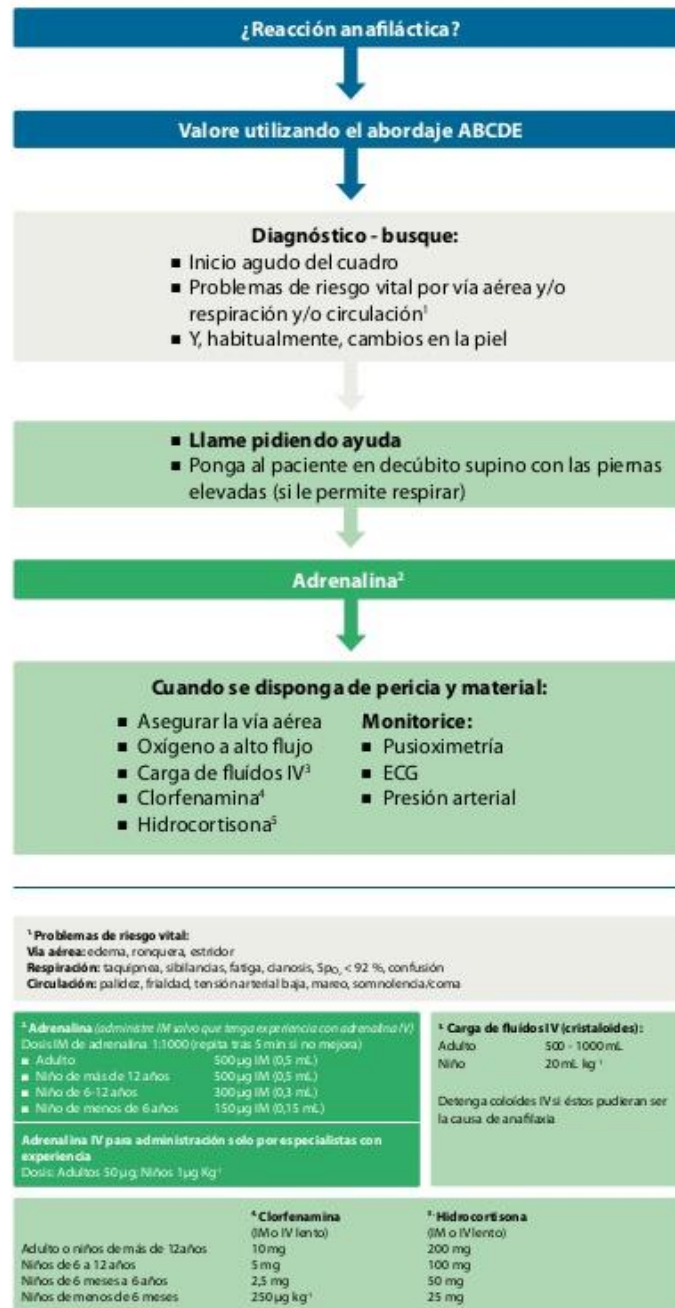 ¿Reacción anafiláctica?
Valore utilizando el abordaje ABCDE
Diagnóstico - busque:
■ Inicio agudo del cuadro
■ Problemas de riesgo vital por vía aérea y/o
respiración y/o circulación¹
■ Y, habitualmente, cambios en la piel
■ Llame pidiendo ayuda
■ Ponga al paciente en decúbito supino con las piernas
elevadas (si le permite respirar)
Adrenalina²
Cuando se disponga de pericia y material:
■ Asegurar la vía aérea
■ Oxígeno a alto flujo
■ Carga de fluídos IV³
■ Clorfenamina⁴
■ Hidrocortisona⁵
Monitorice:
■ Pusioximetría
■ ECG
■ Presión arterial
¹ Problemas de riesgo vital:
Vía aérea: edema, ronquera, estridor
Respiración: taquipnea, sibilancias, fatiga, cianosis, SpO₂ < 92 %, confusión
Circulación: palidez, frialdad, tensión arterial baja, mareo, somnolencia/coma
² Adrenalina (administre IM salvo que tenga experiencia con adrenalina IV)
Dosis IM de adrenalina 1:1000 (repita tras 5 min si no mejora)
■ Adulto 500 µg IM (0,5 mL)
■ Niño de más de 12 años 500 µg IM (0,5 mL)
■ Niño de 6-12 años 300 µg IM (0,3 mL)
■ Niño de menos de 6 años 150 µg IM (0,15 mL)
Adrenalina IV para administración solo por especialistas con
experiencia
Dosis: Adultos 50 µg; Niños 1 µg Kg⁻¹
³ Carga de fluídos IV (cristaloides):
Adulto 500 - 1000 mL
Niño 20 mL kg⁻¹
Detenga coloides IV si éstos pudieran ser
la causa de anafilaxia
⁴ Clorfenamina ⁵ Hidrocortisona
(IM o IV lento) (IM o IV lento)
Adulto o niños de más de 12 años 10 mg 200 mg
Niños de 6 a 12 años 5 mg 100 mg
Niños de 6 meses a 6 años 2,5 mg 50 mg
Niños de menos de 6 meses 250 µg kg⁻¹ 25 mg